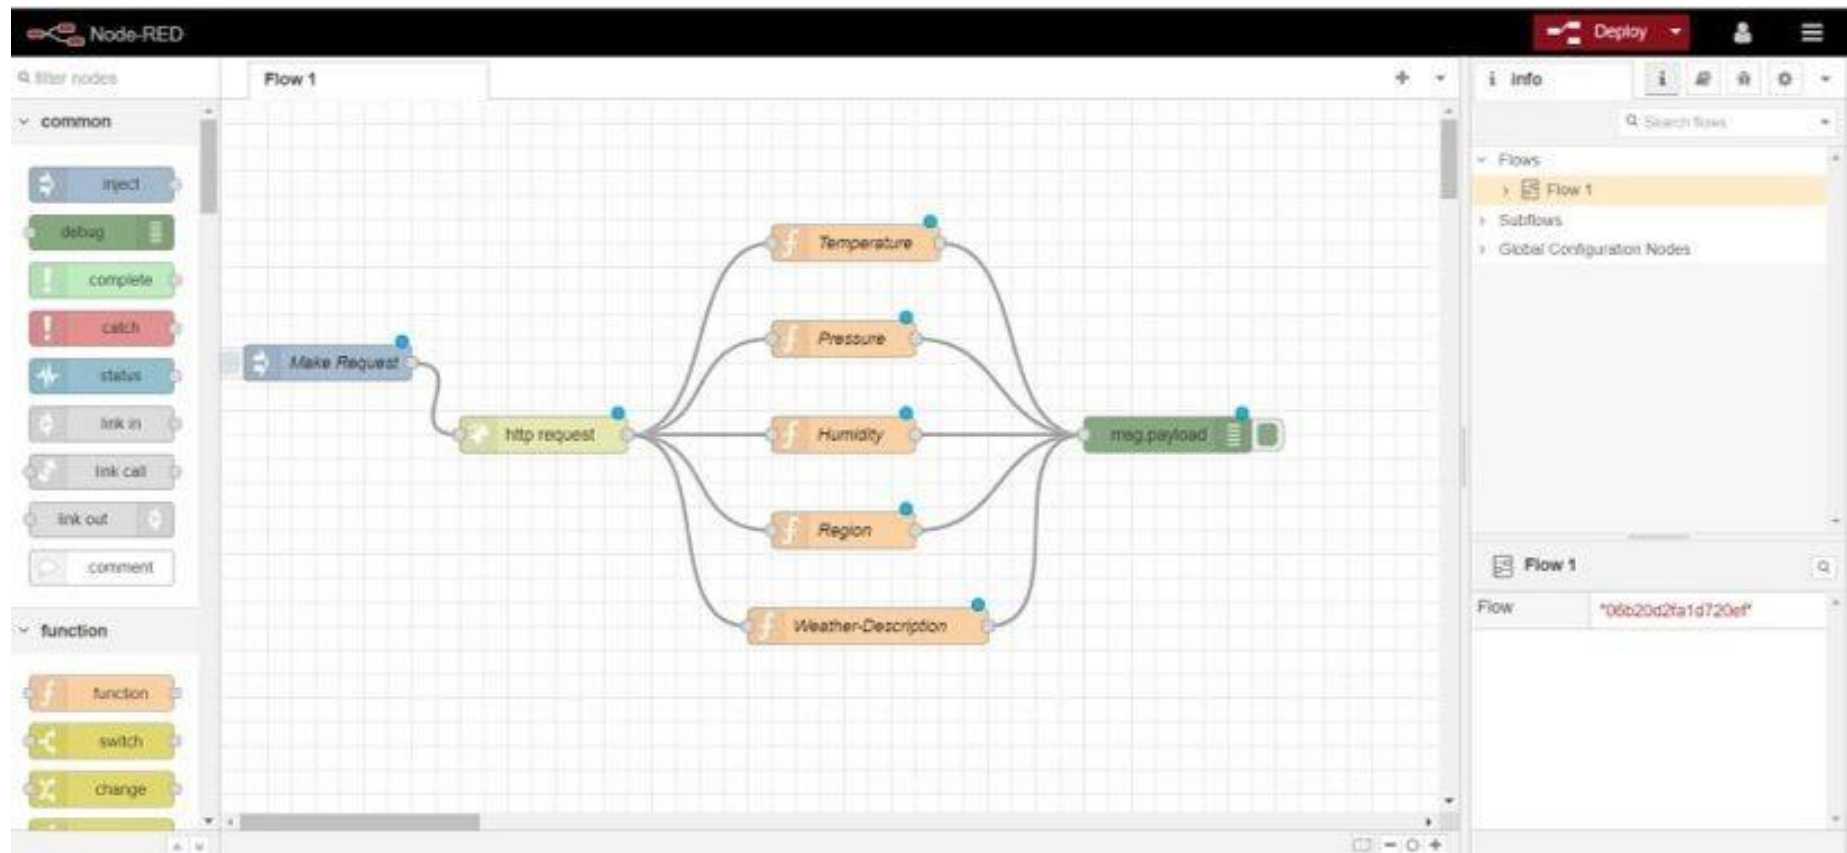 Node-RED
Deploy
filter nodes
common
inject
debug
complete
catch
status
link in
link call
link out
comment
function
function
switch
change
Flow 1
Make Request
http request
Temperature
Pressure
Humidity
Region
Weather-Description
msg.payload
i info
Search flows
Flows
Flow 1
Subflows
Global Configuration Nodes
Flow 1
Flow "06b20d2fa1d720ef"